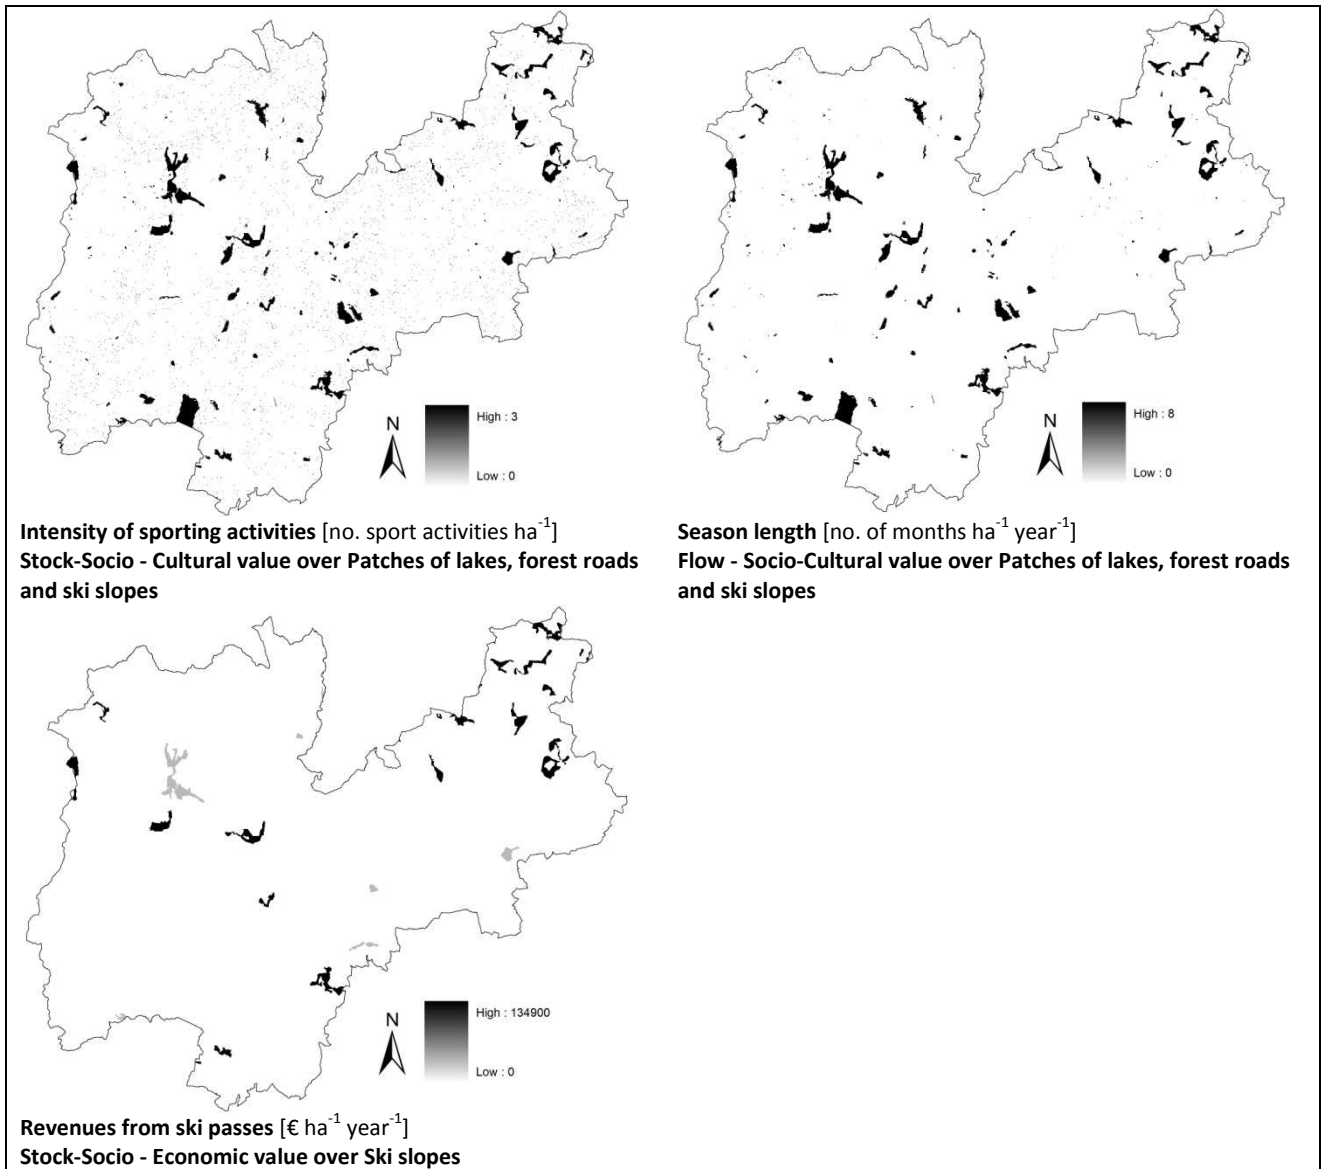 N
High : 3
Low : 0
Intensity of sporting activities [no. sport activities ha⁻¹]
Stock-Socio - Cultural value over Patches of lakes, forest roads
and ski slopes
N
High : 8
Low : 0
Season length [no. of months ha⁻¹ year⁻¹]
Flow - Socio-Cultural value over Patches of lakes, forest roads
and ski slopes
N
High : 134900
Low : 0
Revenues from ski passes [€ ha⁻¹ year⁻¹]
Stock-Socio - Economic value over Ski slopes